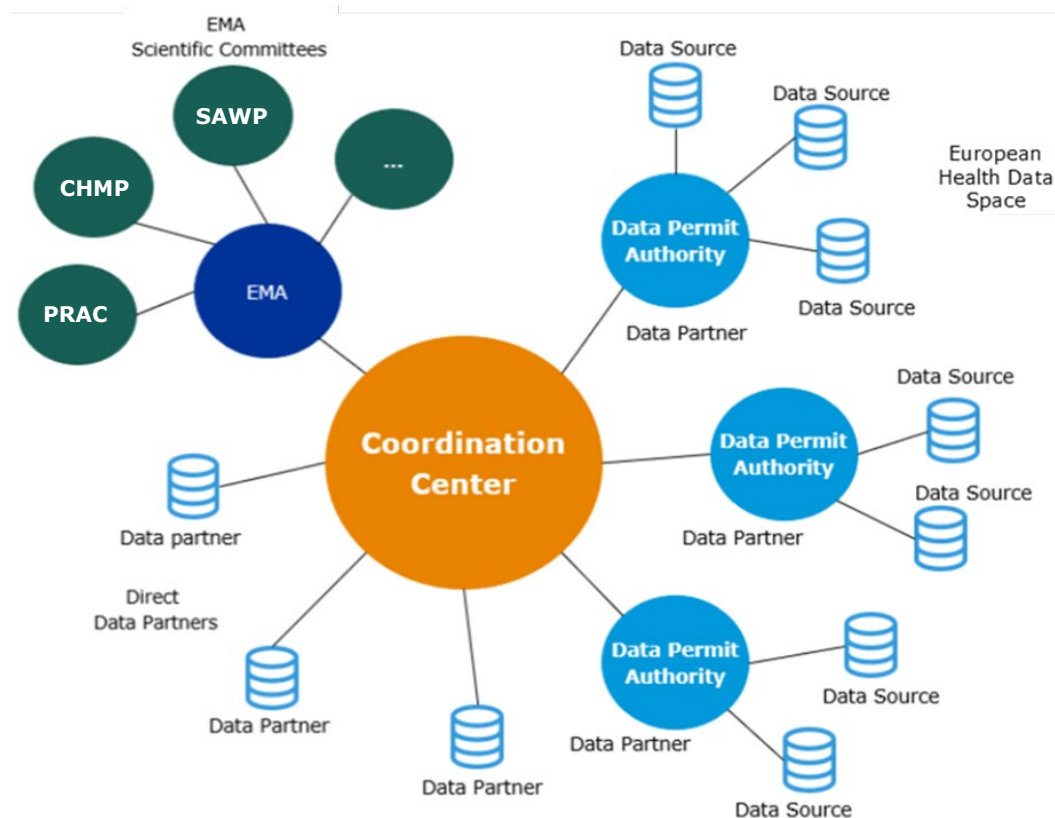 EMA
Scientific Committees
SAWP
...
CHMP
PRAC
EMA
Data Source
Data Source
European
Health Data
Space
Data Permit
Authority
Data Source
Data Partner
Data Source
Data Permit
Authority
Data Source
Data Partner
Coordination
Center
Data partner
Direct
Data Partners
Data Partner
Data Partner
Data Permit
Authority
Data Source
Data Partner
Data Source